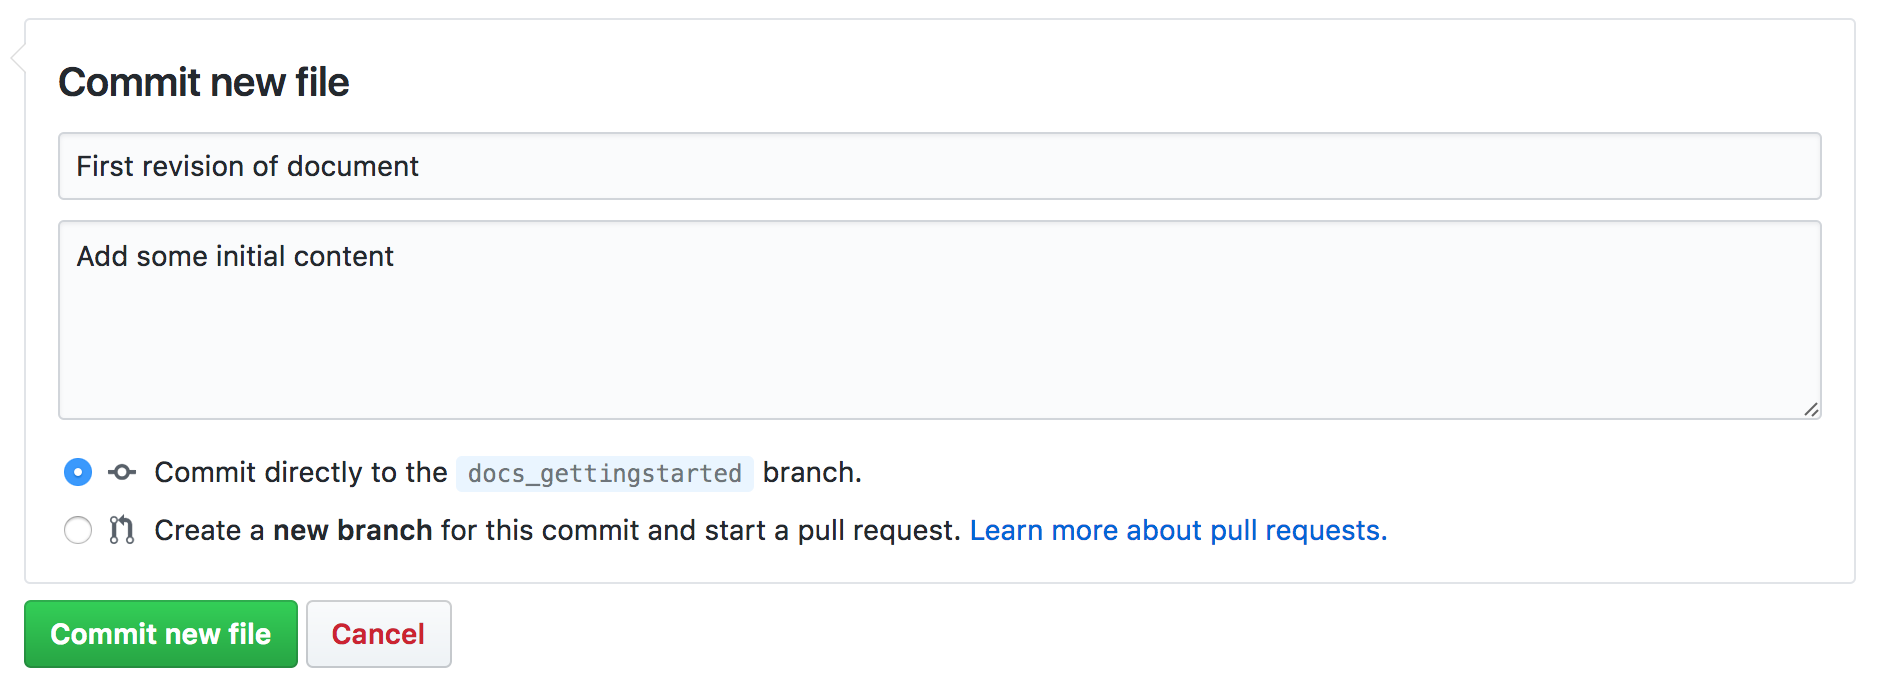 Commit new file
First revision of document
Add some initial content
Commit directly to the docs_gettingstarted branch.
Create a new branch for this commit and start a pull request. Learn more about pull requests.
Commit new file Cancel